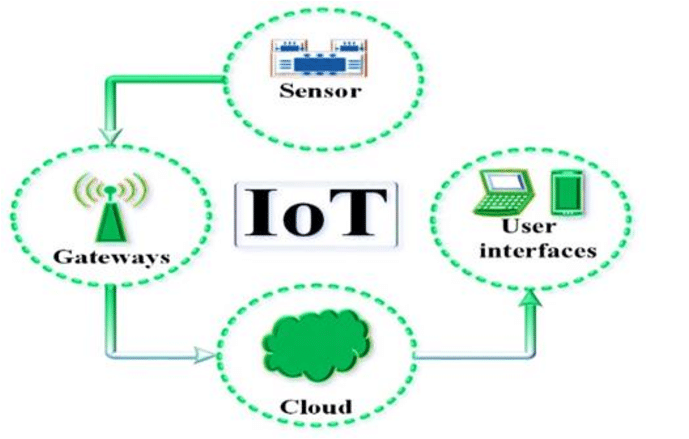 Sensor
IoT
Gateways
User
interfaces
Cloud